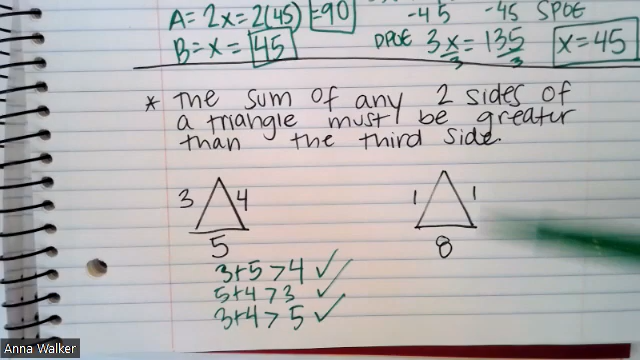 A=2x=2(45)=90
-45 -45 SPOE
B=x=45
DPOE 3x=135 x=45
3 3
* The sum of any 2 sides of
a triangle must be greater
than the third side.
3 4
5
1 1
8
3+5>4 ✓
5+4>3 ✓
3+4>5 ✓
Anna Walker